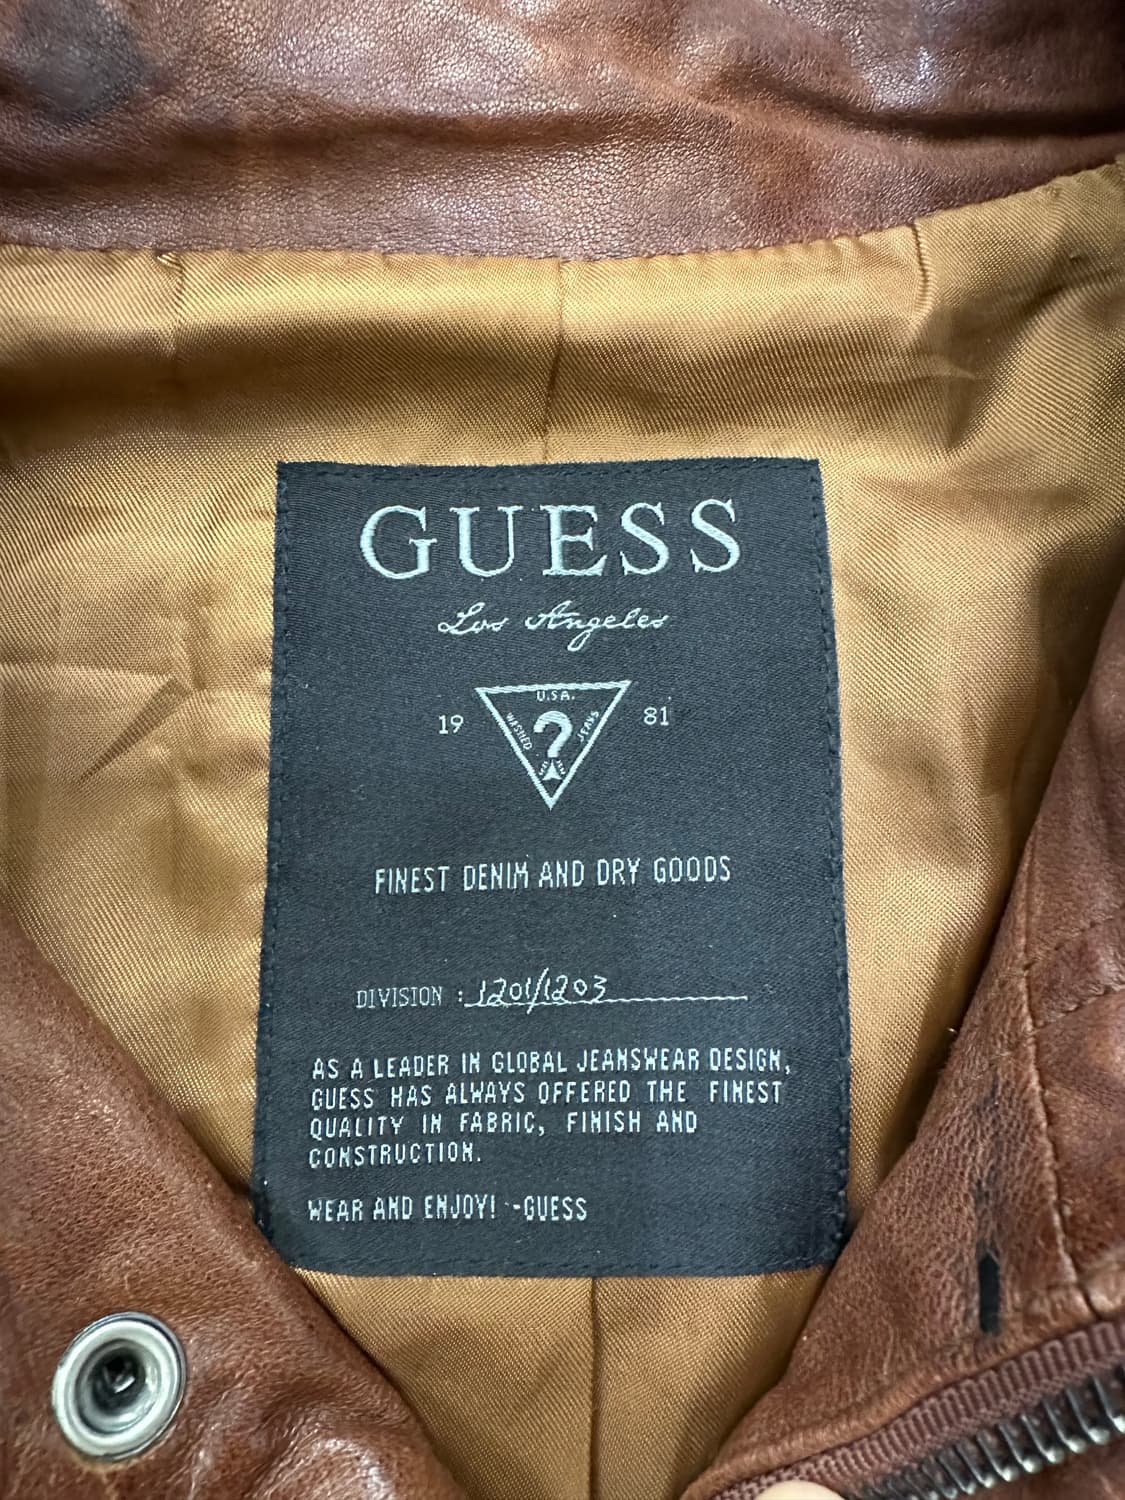 GUESS
Los Angeles
19 U.S.A. 81
WASHED ? JEANS
FINEST DENIM AND DRY GOODS
DIVISION : 1201/1203
AS A LEADER IN GLOBAL JEANSWEAR DESIGN,
GUESS HAS ALWAYS OFFERED THE FINEST
QUALITY IN FABRIC, FINISH AND
CONSTRUCTION.
WEAR AND ENJOY! --GUESS